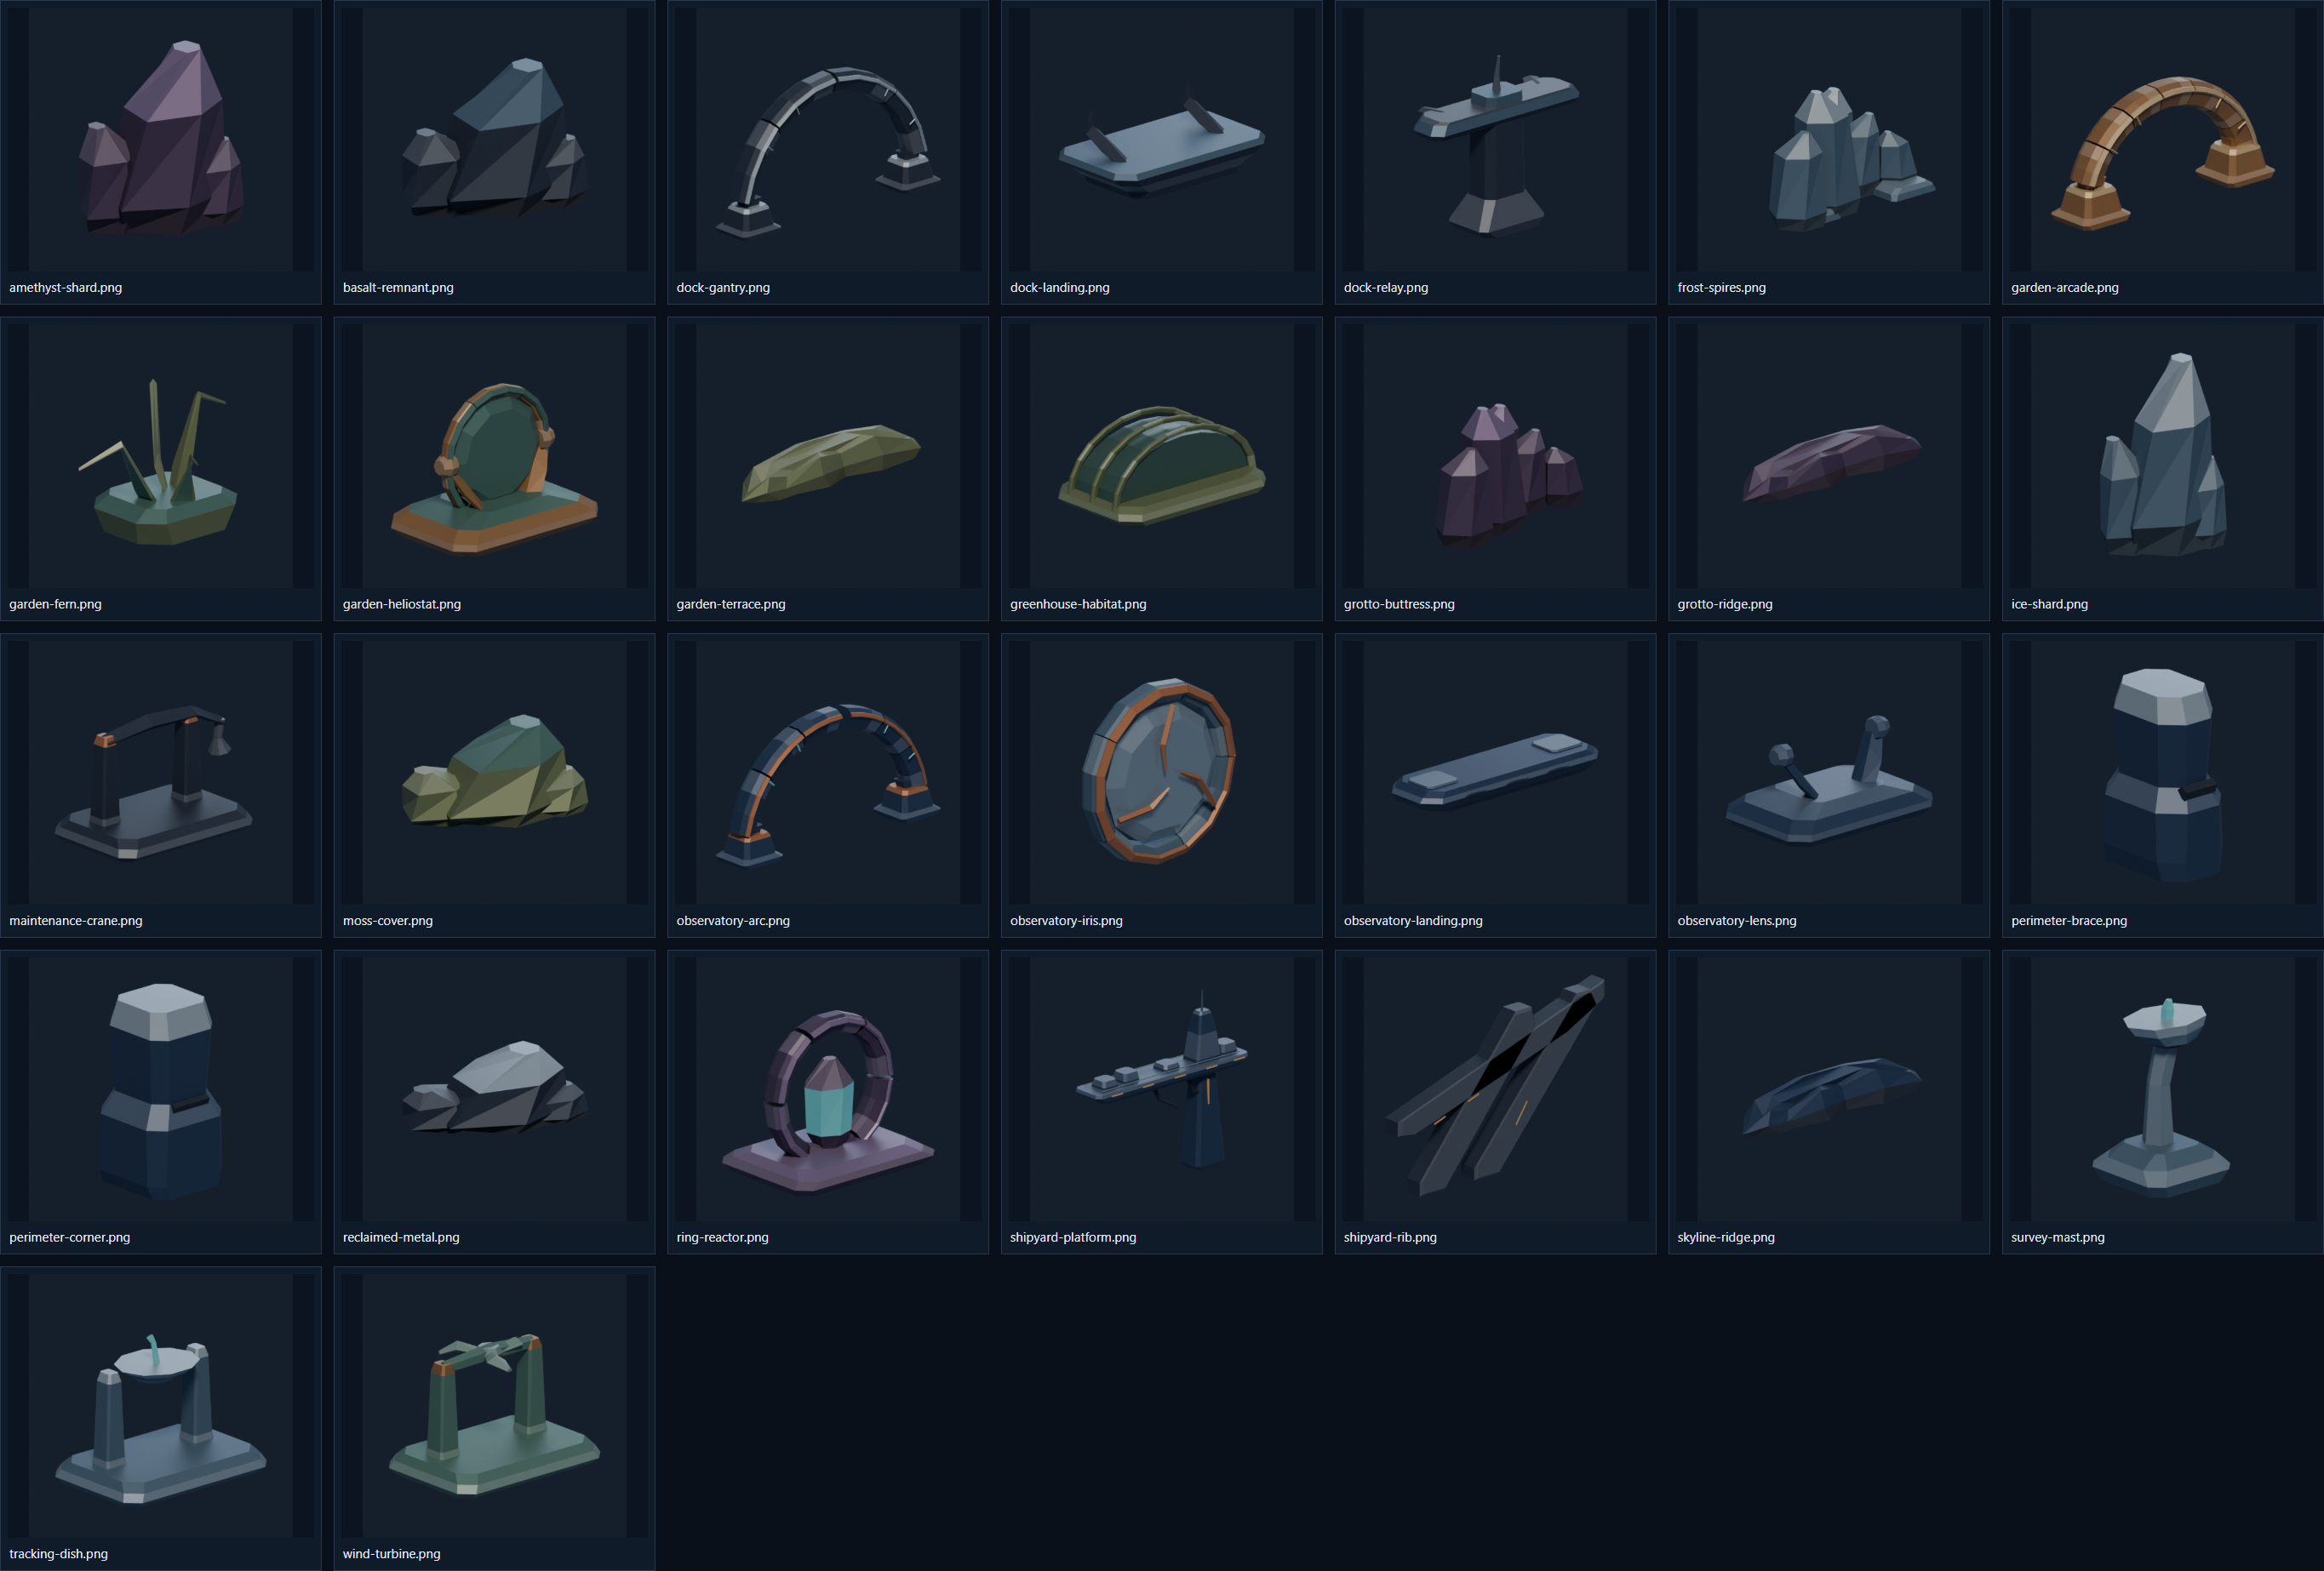 amethyst-shard.png
basalt-remnant.png
dock-gantry.png
dock-landing.png
dock-relay.png
frost-spires.png
garden-arcade.png
garden-fern.png
garden-heliostat.png
garden-terrace.png
greenhouse-habitat.png
grotto-buttress.png
grotto-ridge.png
ice-shard.png
maintenance-crane.png
moss-cover.png
observatory-arc.png
observatory-iris.png
observatory-landing.png
observatory-lens.png
perimeter-brace.png
perimeter-corner.png
reclaimed-metal.png
ring-reactor.png
shipyard-platform.png
shipyard-rib.png
skyline-ridge.png
survey-mast.png
tracking-dish.png
wind-turbine.png